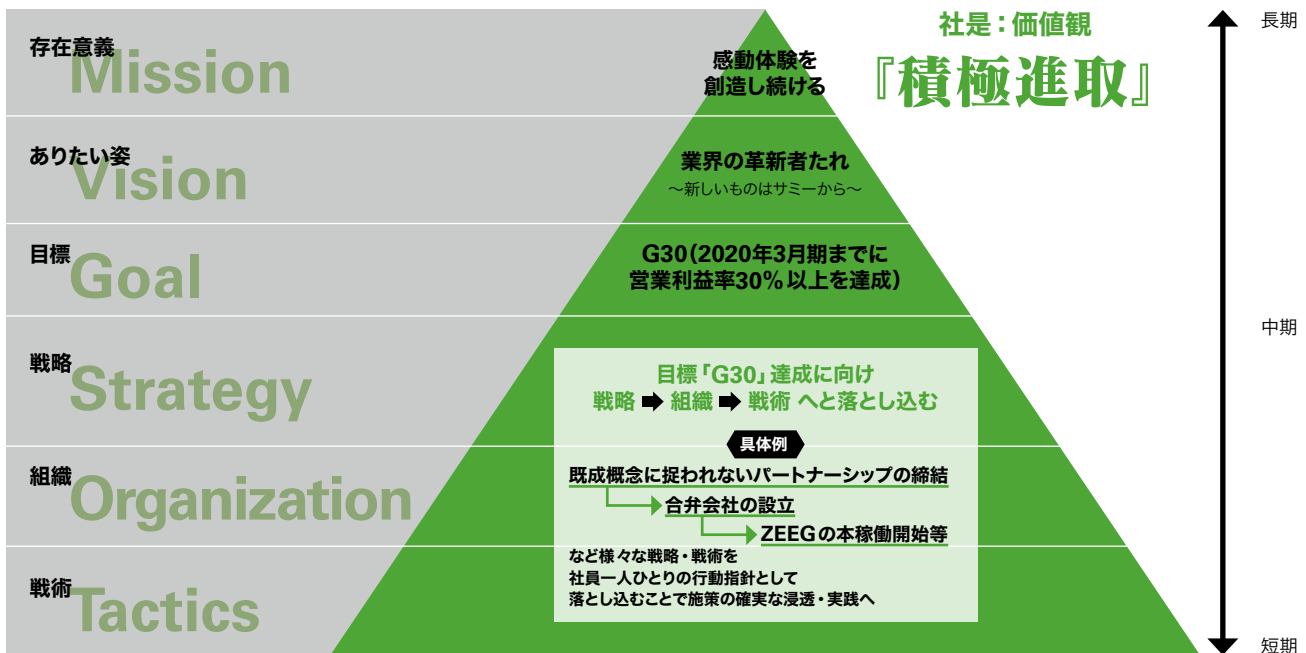 社是：価値観
『積極進取』
長期
中期
短期
存在意義
Mission
感動体験を
創造し続ける
ありたい姿
Vision
業界の革新者たれ
～新しいものはサミーから～
目標
Goal
G30（2020年3月期までに
営業利益率30%以上を達成）
戦略
Strategy
目標「G30」達成に向け
戦略 ➡ 組織 ➡ 戦術 へと落とし込む
具体例
組織
Organization
既成概念に捉われないパートナーシップの締結
合弁会社の設立
ZEEGの本稼働開始等
戦術
Tactics
など様々な戦略・戦術を
社員一人ひとりの行動指針として
落とし込むことで施策の確実な浸透・実践へ